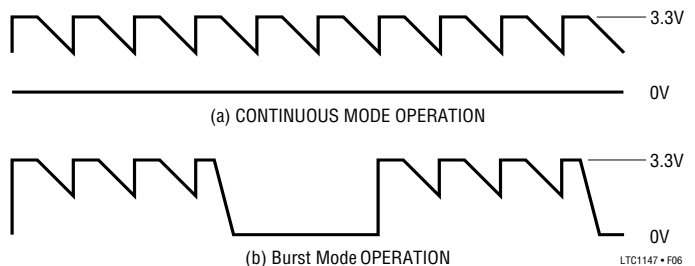 3.3V
0V
(a) CONTINUOUS MODE OPERATION
3.3V
0V
(b) Burst Mode OPERATION
LTC1147 • F06